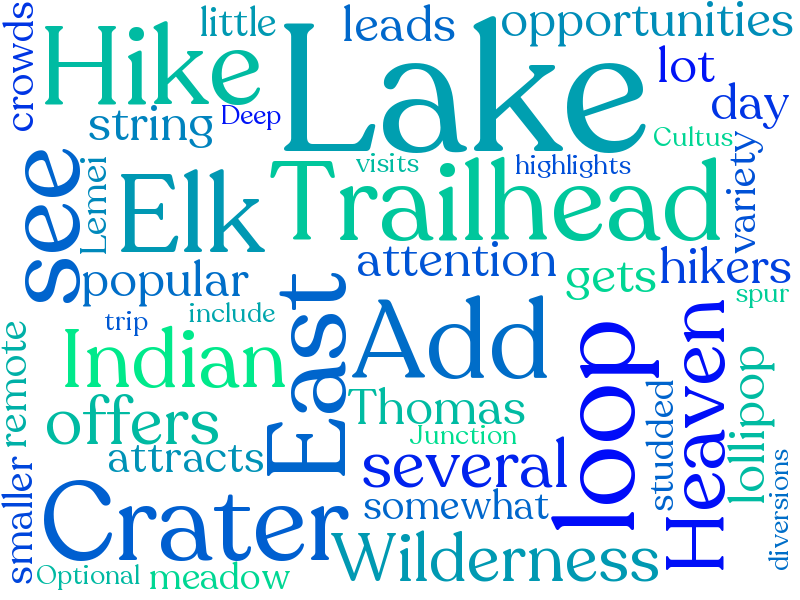 crowds
Hike
little
leads
opportunities
Lake
lot
day
string
Deep
Cultus
see
Lemei
Elk
visits
highlights
Trailhead
variety
popular
attention
gets
hikers
trip
include
East
Add
spur
remote
Indian
loop
Heaven
lollipop
offers
Thomas
Junction
studded
attracts
several
smaller
Crater
somewhat
diversions
Wilderness
Optional
meadow